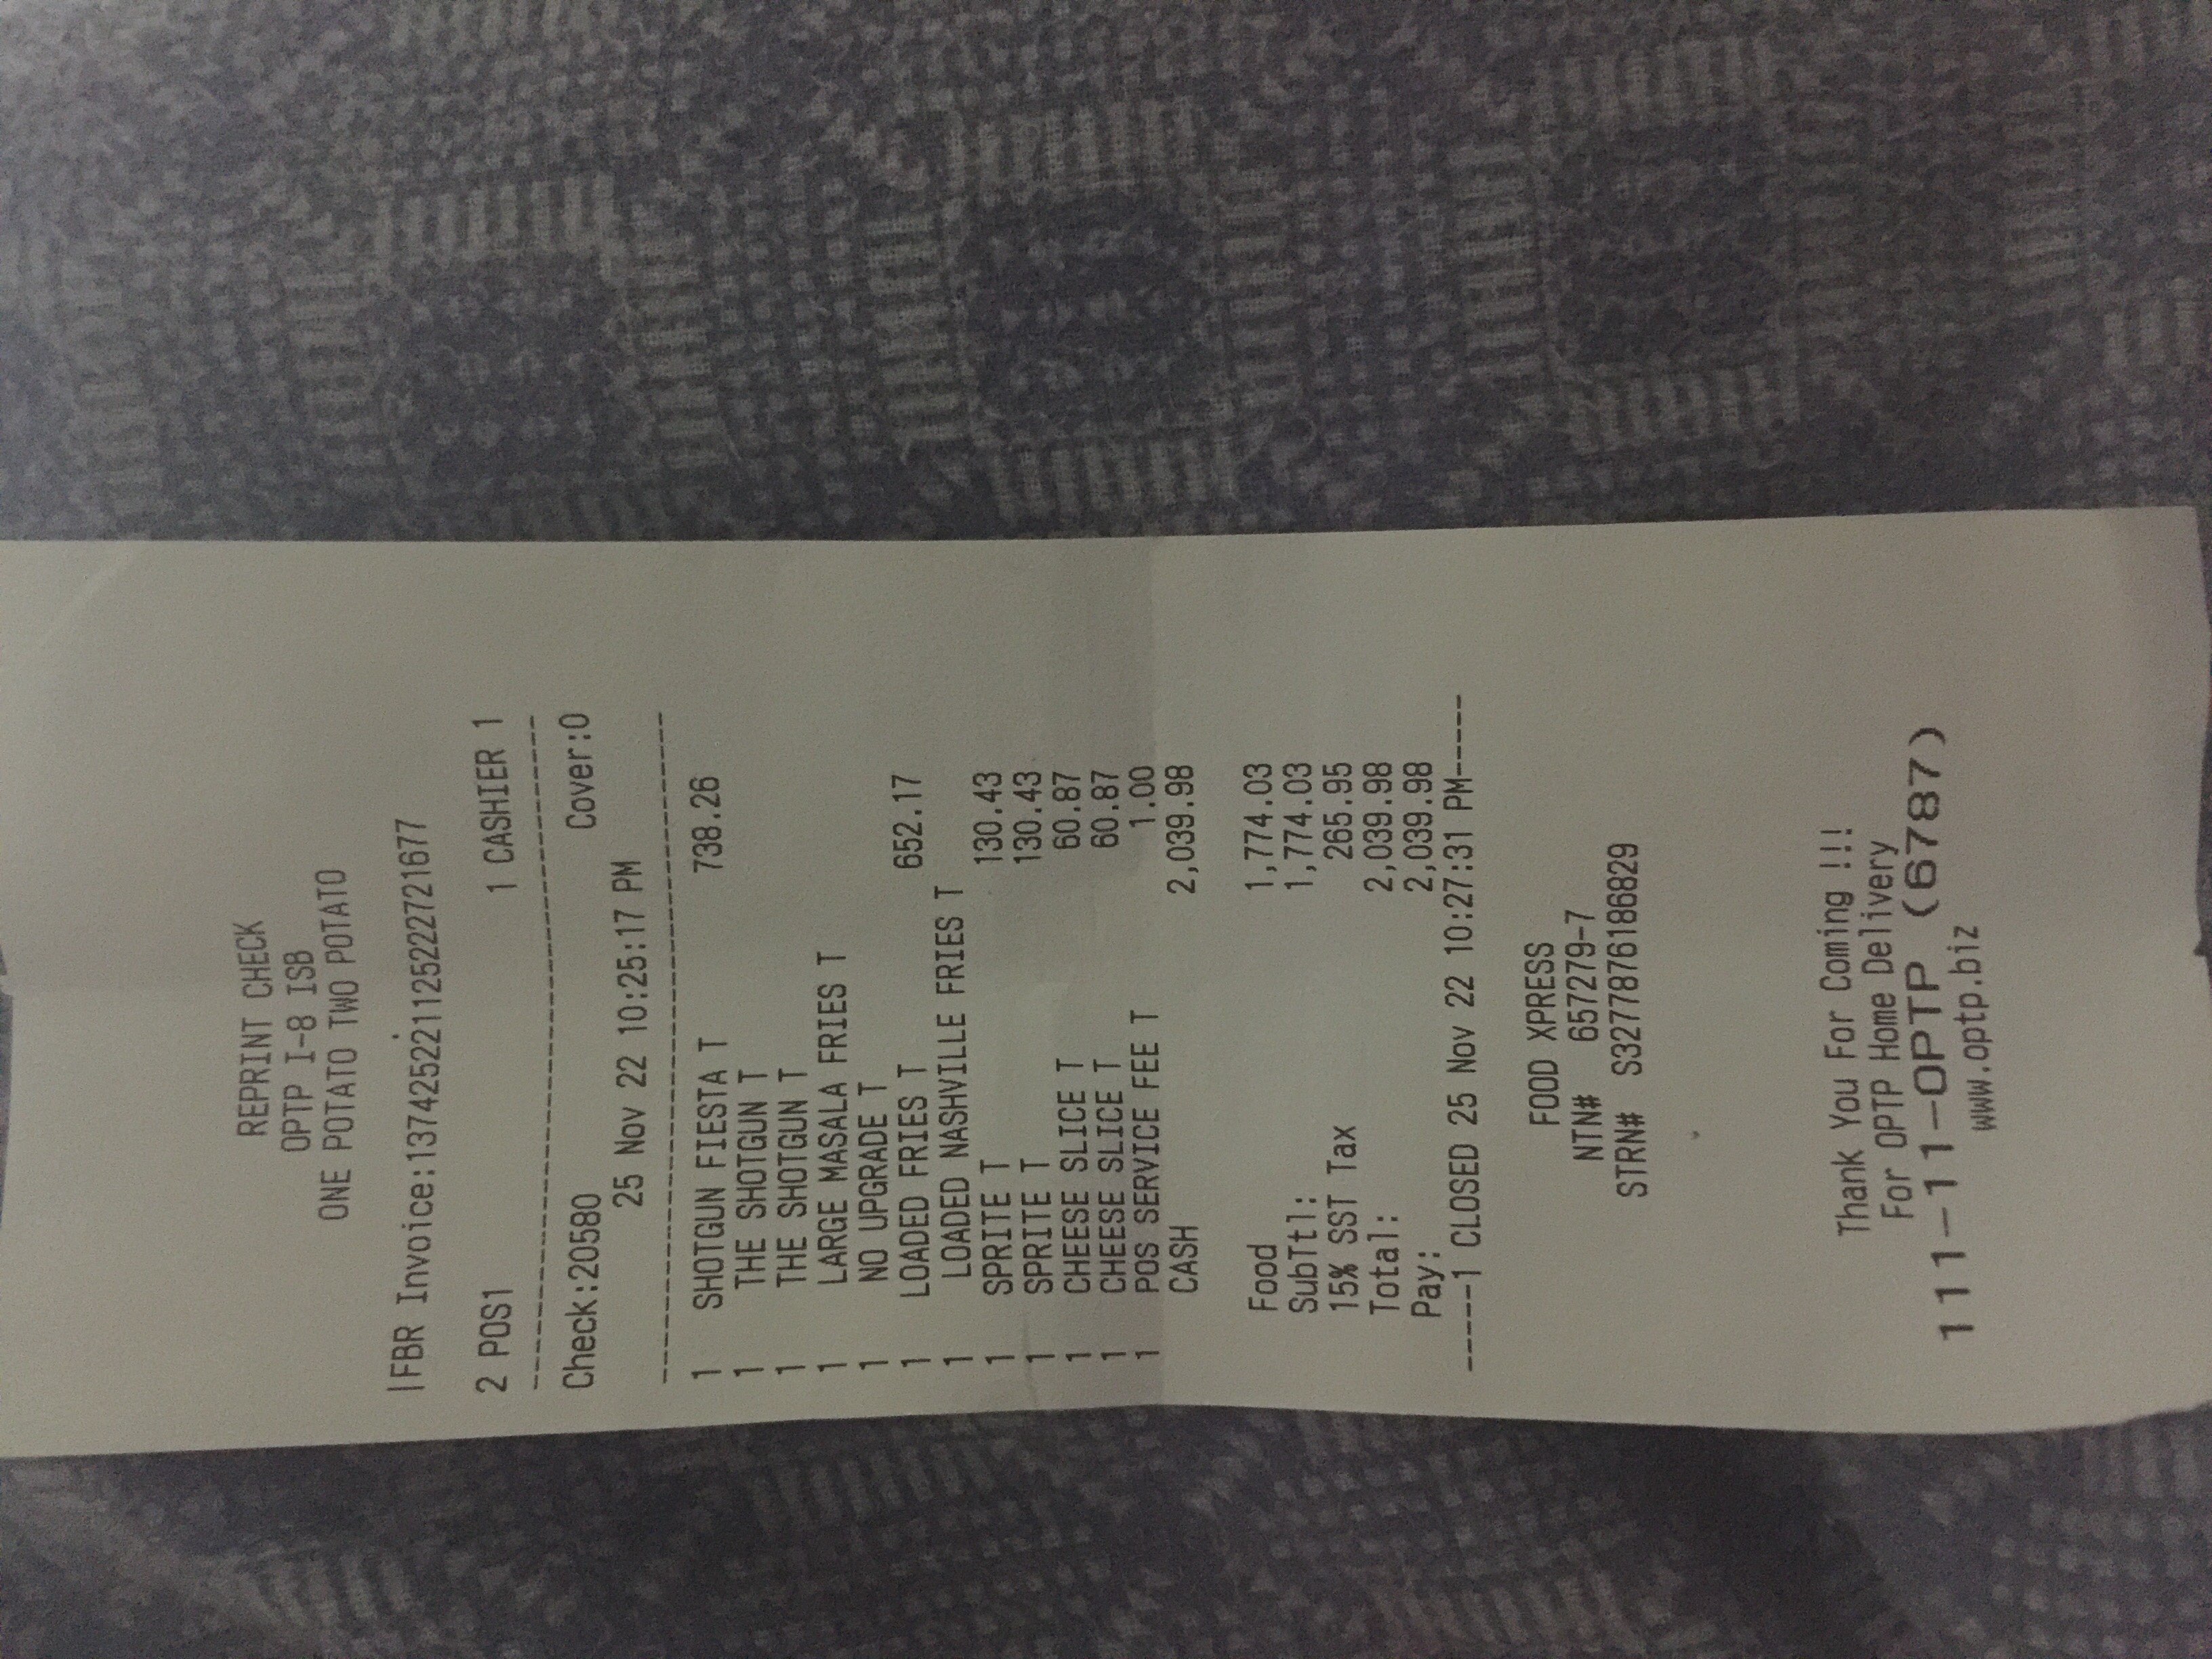 REPRINT CHECK
OPTP I-8 ISB
ONE POTATO TWO POTATO
|FBR Invoice:137425221125222721677
2 POS1 1 CASHIER 1
--------------------------------------
Check:20580 Cover:0
25 Nov 22 10:25:17 PM
--------------------------------------
1 SHOTGUN FIESTA T 738.26
1 THE SHOTGUN T
1 THE SHOTGUN T
1 LARGE MASALA FRIES T
1 NO UPGRADE T
1 LOADED FRIES T 652.17
1 LOADED NASHVILLE FRIES T
1 SPRITE T 130.43
1 SPRITE T 130.43
1 CHEESE SLICE T 60.87
1 CHEESE SLICE T 60.87
1 POS SERVICE FEE T 1.00
CASH 2,039.98
Food 1,774.03
SubTtl: 1,774.03
15% SST Tax 265.95
Total: 2,039.98
Pay: 2,039.98
-----1 CLOSED 25 Nov 22 10:27:31 PM-----
FOOD XPRESS
NTN# 657279-7
STRN# S3277876186829
Thank You For Coming !!!
For OPTP Home Delivery
111-11-OPTP (6787)
www.optp.biz